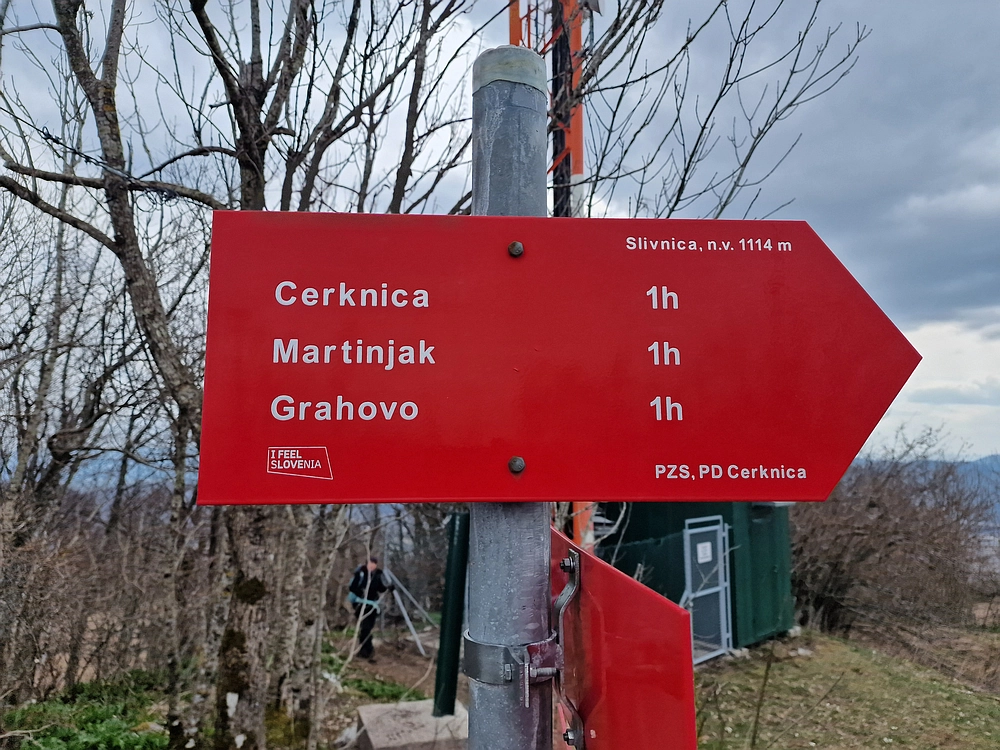 Slivnica, n.v. 1114 m
Cerknica 1h
Martinjak 1h
Grahovo 1h
I FEEL
SLOVENIA
PZS, PD Cerknica